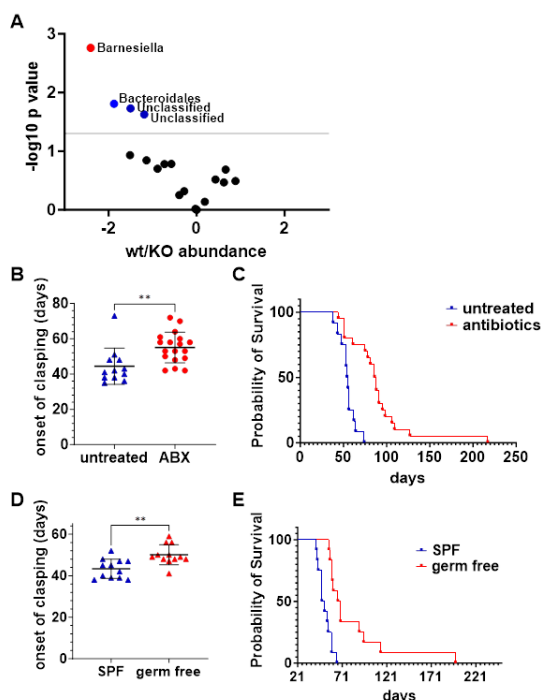 A
3
2
1
0
-log10 p value
Barnesiella
Bacteroidales
Unclassified
Unclassified
-2
0
2
wt/KO abundance
B
80
60
40
20
0
onset of clasping (days)
**
untreated
ABX
C
100
50
0
Probability of Survival
untreated
antibiotics
0
50
100
150
200
250
days
D
60
40
20
0
onset of clasping (days)
**
SPF
germ free
E
100
50
0
Probability of Survival
SPF
germ free
21
71
121
171
221
days